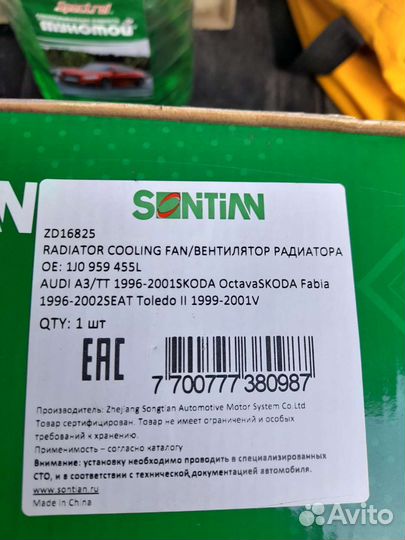 Spectrol
SONTIAN
ZD16825
RADIATOR COOLING FAN/ВЕНТИЛЯТОР РАДИАТОРА
OE: 1J0 959 455L
AUDI A3/TT 1996-2001SKODA OctavaSKODA Fabia
1996-2002SEAT Toledo II 1999-2001V
QTY: 1 шт
EAC
7 700777 380987
Производитель: Zhejiang Songtian Automotive Motor System Co.Ltd
Товар сертифицирован. Товар не имеет ограничений и особых
требований к хранению.
Применимость – согласно каталогу
Внимание: установку необходимо проводить в специализированных
СТО, и в соответствии с технической документацией автомобиля.
www.sontian.ru
Made in China
Avito